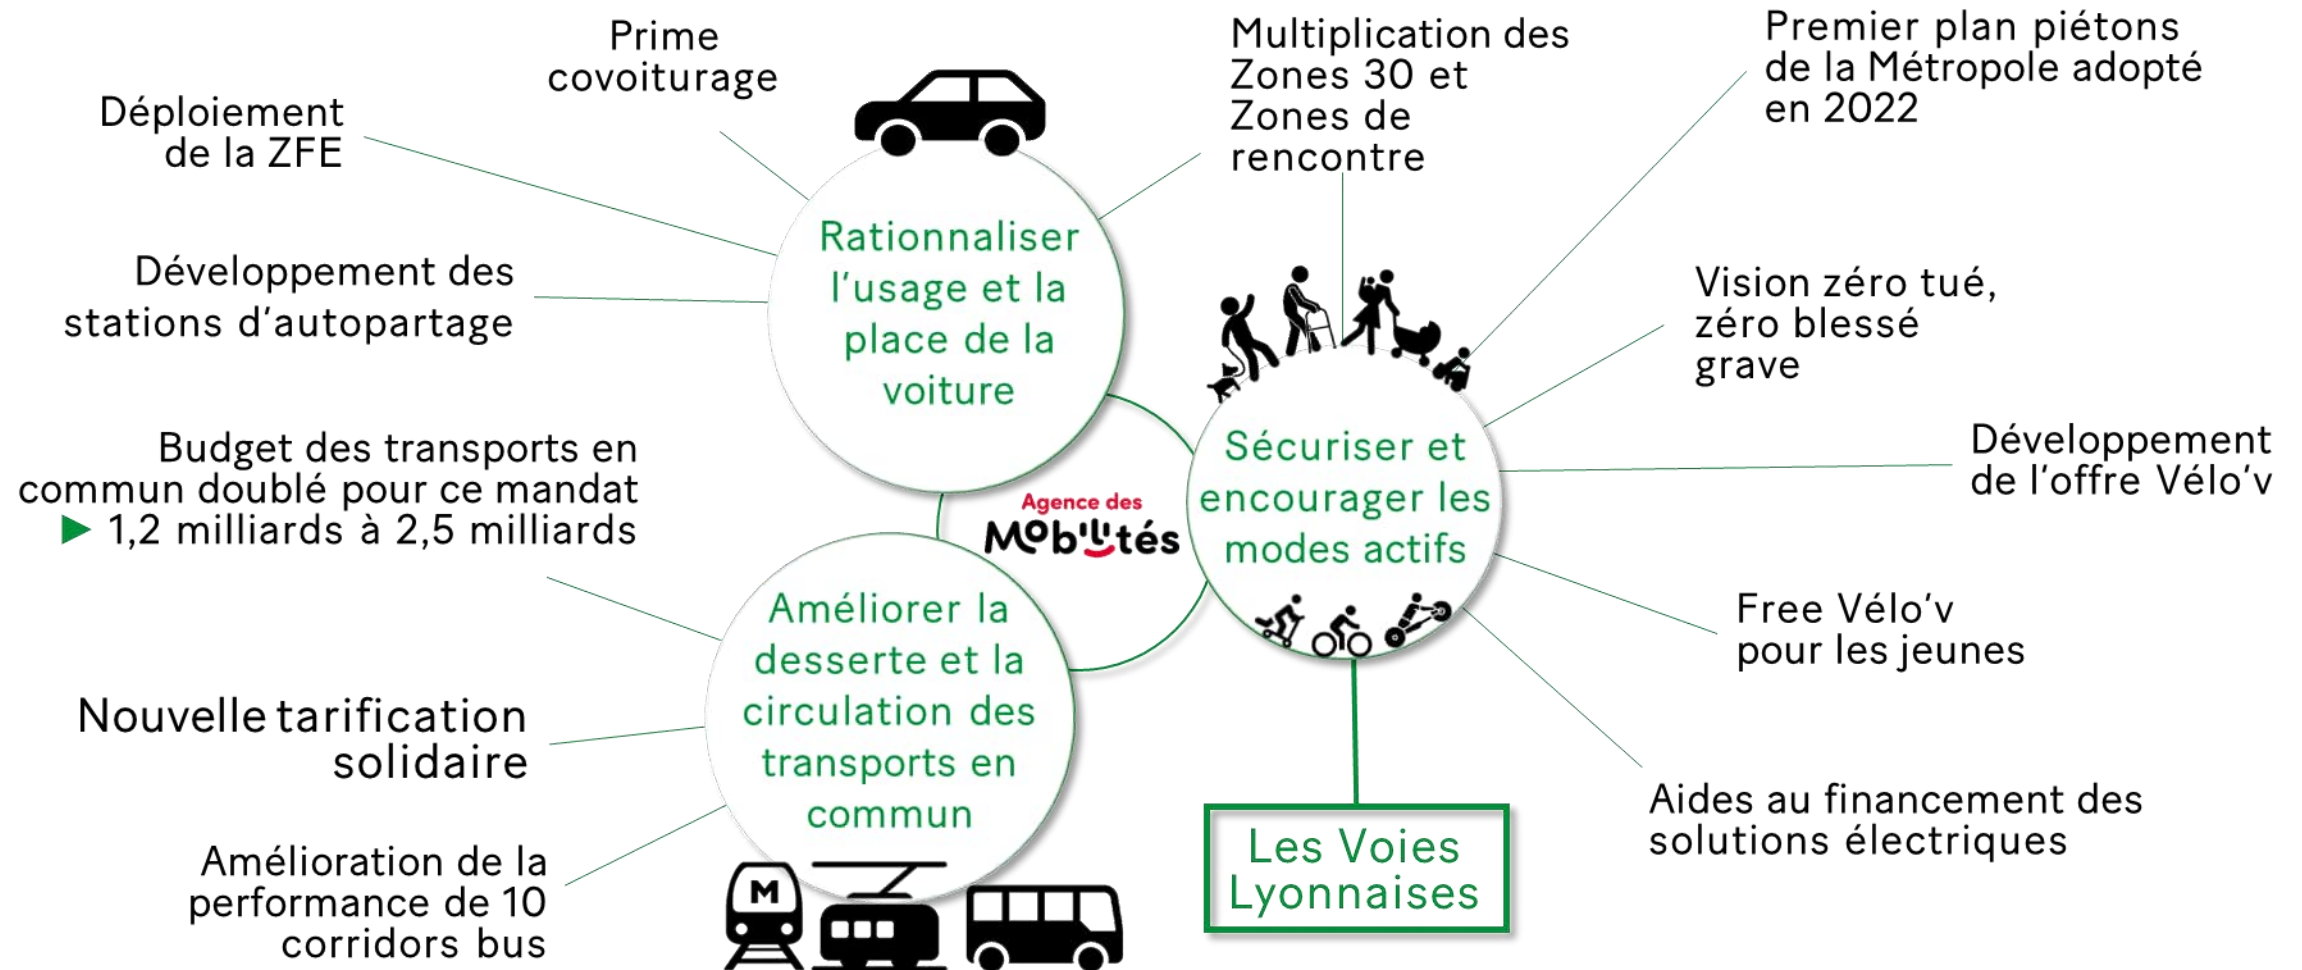 Prime
covoiturage
Déploiement
de la ZFE
Développement des
stations d'autopartage
Multiplication des
Zones 30 et
Zones de
rencontre
Premier plan piétons
de la Métropole adopté
en 2022
Rationnaliser
l'usage et la
place de la
voiture
Vision zéro tué,
zéro blessé
grave
Budget des transports en
commun doublé pour ce mandat
► 1,2 milliards à 2,5 milliards
Agence des
Mobilités
Sécuriser et
encourager les
modes actifs
Développement
de l'offre Vélo'v
Améliorer la
desserte et la
circulation des
transports en
commun
Free Vélo'v
pour les jeunes
Nouvelle tarification
solidaire
Aides au financement des
solutions électriques
Amélioration de la
performance de 10
corridors bus
M
Les Voies
Lyonnaises